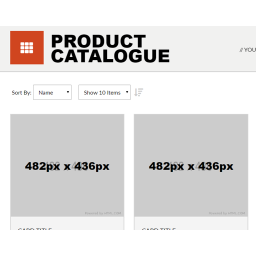 PRODUCT
CATALOGUE
// YOU
Sort By: Name Show 10 Items
482px x 436px 482px x 436px
CARD TITLE CARD TITLE